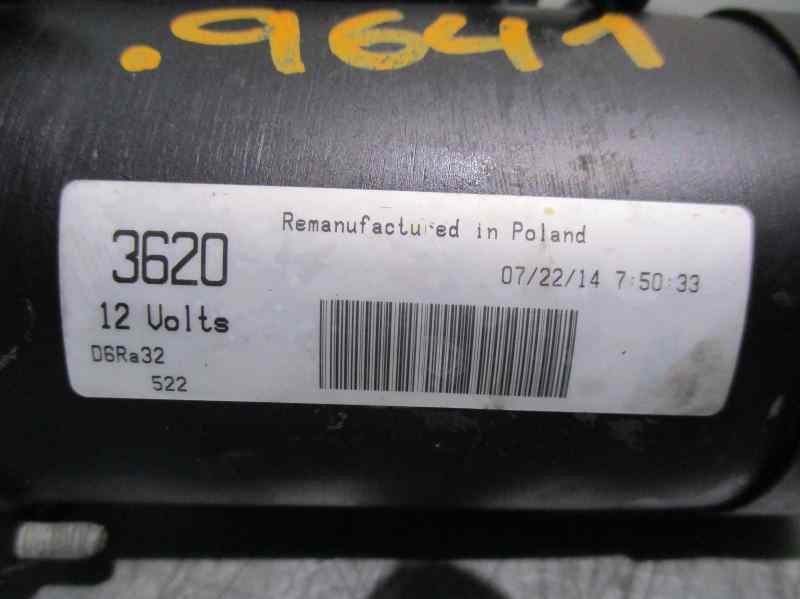 .9641
Remanufactured in Poland
3620
07/22/14 7:50:33
12 Volts
D6Ra32
522